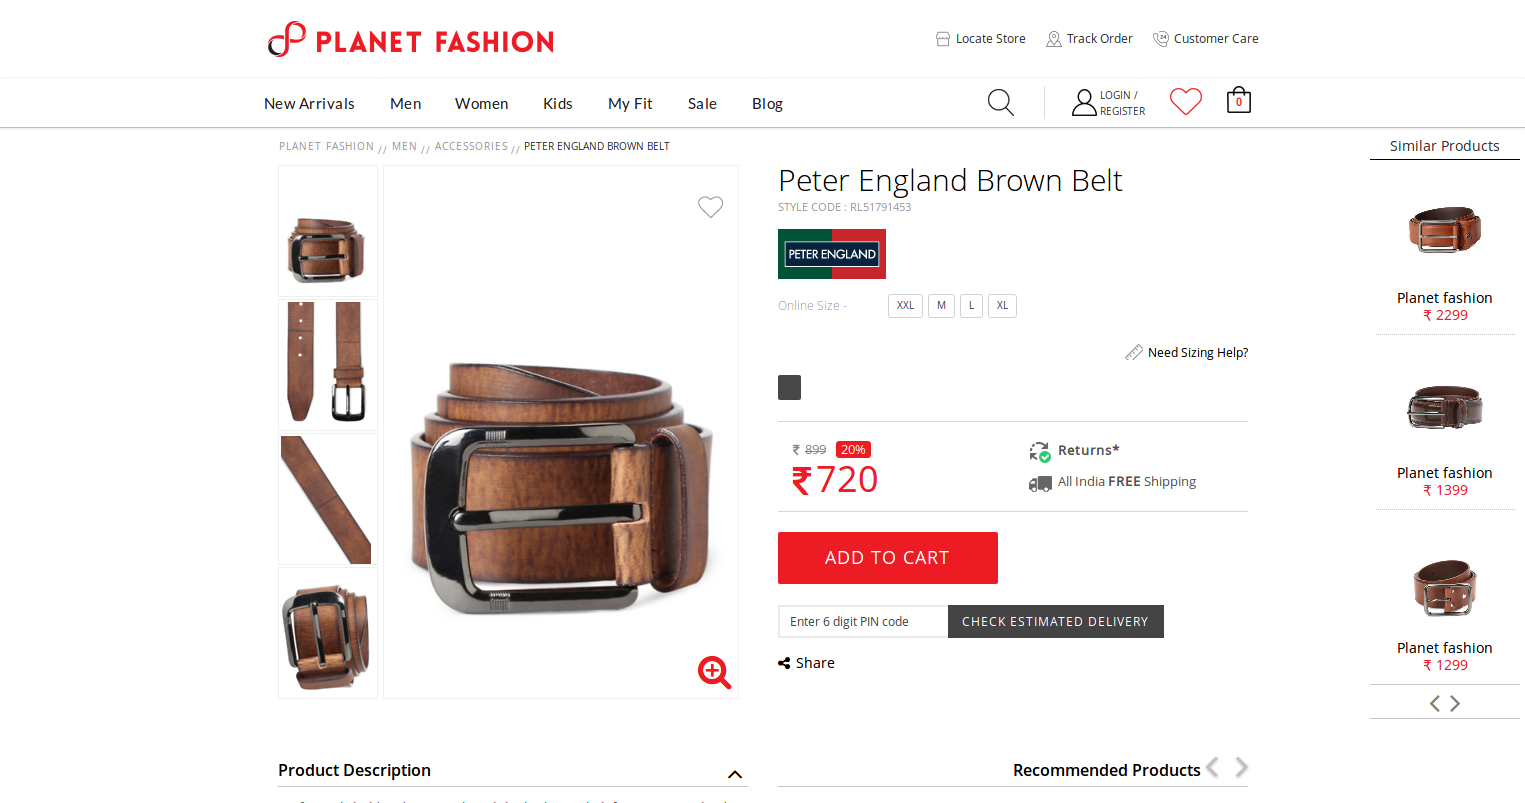 PLANET FASHION
Locate Store
Track Order
Customer Care
New Arrivals
Men
Women
Kids
My Fit
Sale
Blog
LOGIN /
REGISTER
0
PLANET FASHION // MEN // ACCESSORIES // PETER ENGLAND BROWN BELT
Peter England Brown Belt
STYLE CODE : RL51791453
PETER ENGLAND
Online Size -
XXL
M
L
XL
Need Sizing Help?
₹ 899 20%
₹720
Returns*
All India FREE Shipping
ADD TO CART
Enter 6 digit PIN code
CHECK ESTIMATED DELIVERY
Share
Similar Products
Planet fashion
₹ 2299
Planet fashion
₹ 1399
Planet fashion
₹ 1299
Product Description
Recommended Products